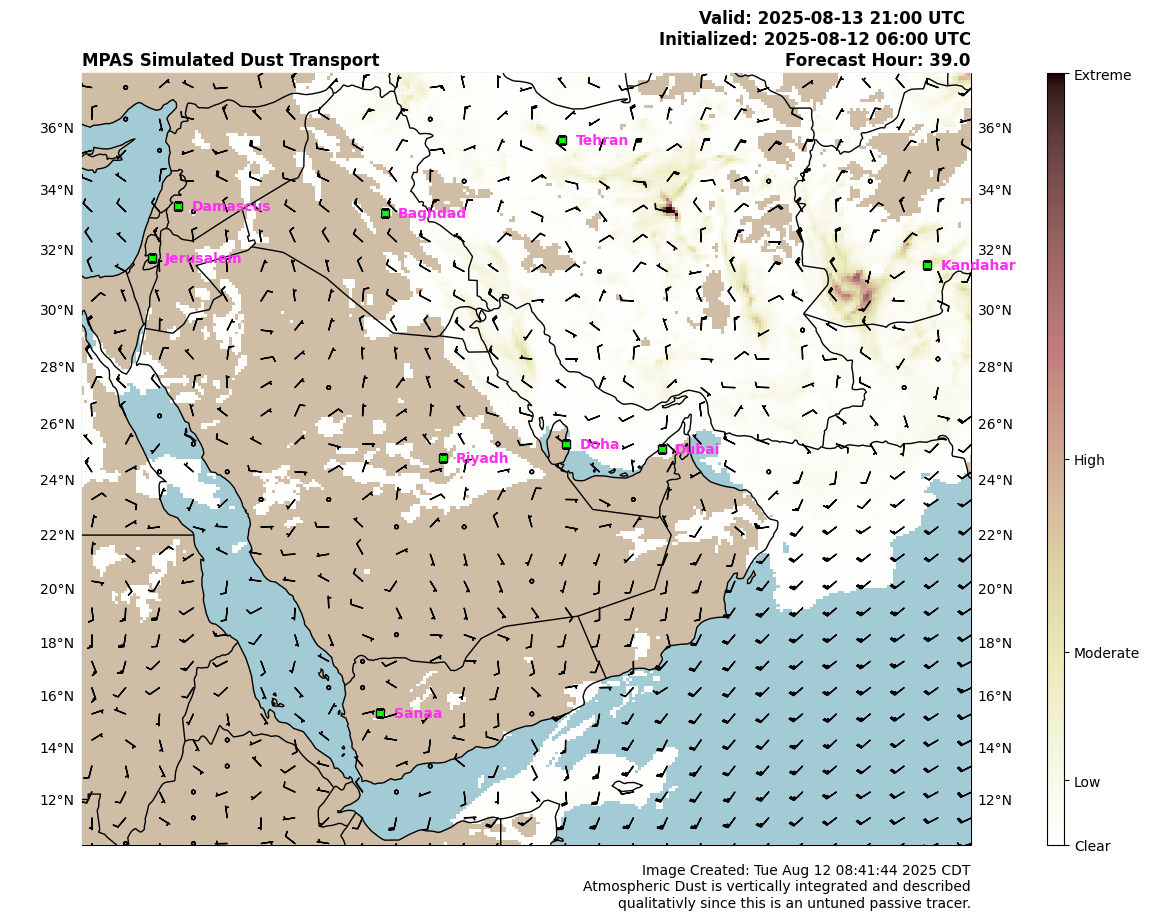 Valid: 2025-08-13 21:00 UTC
Initialized: 2025-08-12 06:00 UTC
MPAS Simulated Dust Transport Forecast Hour: 39.0
Extreme
36°N 36°N
Tehran
34°N 34°N
Damascus
Baghdad
32°N 32°N
Jerusalem
Kandahar
30°N 30°N
28°N 28°N
26°N 26°N
Doha
Dubai
Riyadh
High
24°N 24°N
22°N 22°N
20°N 20°N
18°N 18°N
Moderate
16°N 16°N
Sanaa
14°N 14°N
Low
12°N 12°N
Clear
Image Created: Tue Aug 12 08:41:44 2025 CDT
Atmospheric Dust is vertically integrated and described
qualitativly since this is an untuned passive tracer.